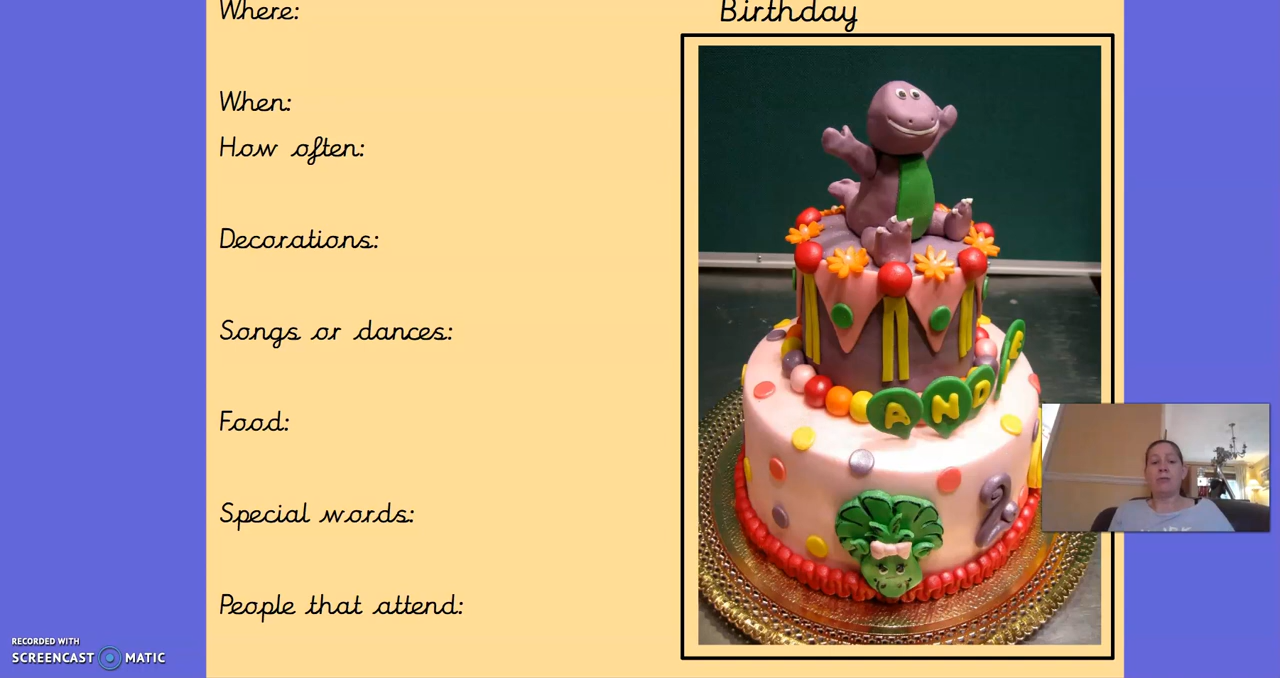 Where:
Birthday
When:
How often:
Decorations:
Songs or dances:
Food:
Special words:
People that attend:
ANDIE
2
RECORDED WITH
SCREENCAST MATIC